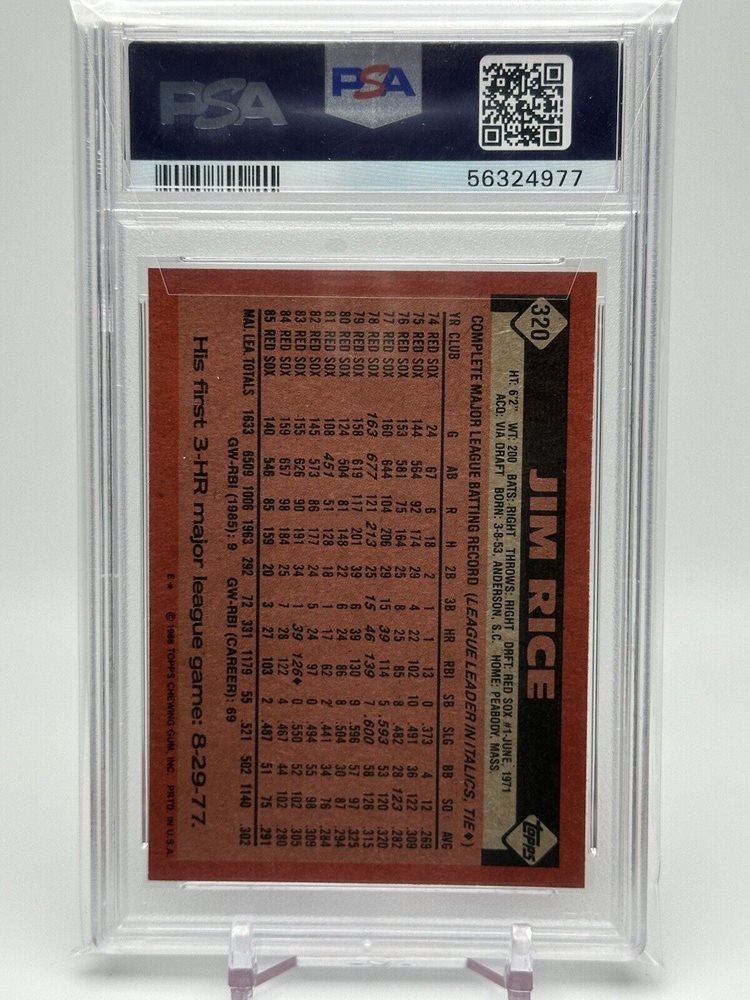 PSA
PSA
56324977
320
JIM RICE
topps
HT: 6'2" WT: 200 BATS: RIGHT THROWS: RIGHT DRFT: RED SOX #1-JUNE, 1971
ACQ: VIA DRAFT BORN: 3-8-53, ANDERSON, S.C. HOME: PEABODY, MASS.
COMPLETE MAJOR LEAGUE BATTING RECORD (LEAGUE LEADER IN ITALICS, TIE♦)
YR CLUB G AB R H 2B 3B HR RBI SB SLG BB SO AVG
74 RED SOX 24 67 6 18 2 1 1 13 0 .373 4 12 .269
75 RED SOX 144 564 92 174 29 4 22 102 10 .491 36 122 .309
76 RED SOX 153 581 75 164 25 8 25 85 8 .482 28 123 .282
77 RED SOX 160 644 104 206 29 15 39 114 5 .593 53 120 .320
78 RED SOX 163 677 121 213 25 15 46 139 7 .600 58 126 .315
79 RED SOX 158 619 117 201 39 6 39 130 9 .596 57 97 .325
80 RED SOX 124 504 81 148 22 6 24 86 8 .504 30 87 .294
81 RED SOX 108 451 51 128 18 1 17 62 2 .441 34 76 .284
82 RED SOX 145 573 86 177 24 5 24 97 0 .494 55 98 .309
83 RED SOX 155 626 90 191 34 1 39 126♦ 0 .550 52 102 .305
84 RED SOX 159 657 98 184 25 7 28 122 4 .467 44 102 .280
85 RED SOX 140 546 85 159 20 3 27 103 2 .487 51 75 .291
MAJ. LEA. TOTALS 1633 6509 1006 1963 292 72 331 1179 55 .521 502 1140 .302
GW-RBI (1985): 9 GW-RBI (CAREER): 69
His first 3-HR major league game: 8-29-77.
E* © 1986 TOPPS CHEWING GUM, INC. PRTD. IN U.S.A.